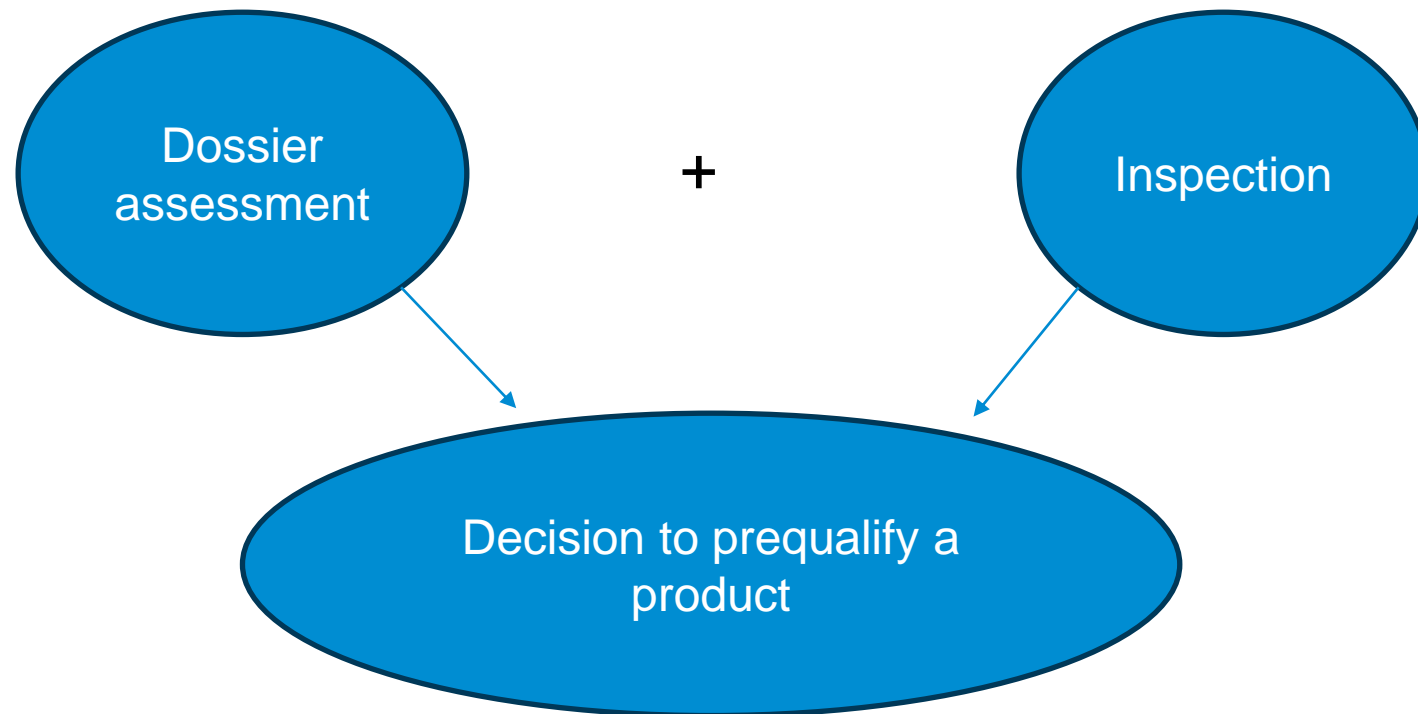 Dossier
assessment
+
Inspection
Decision to prequalify a
product